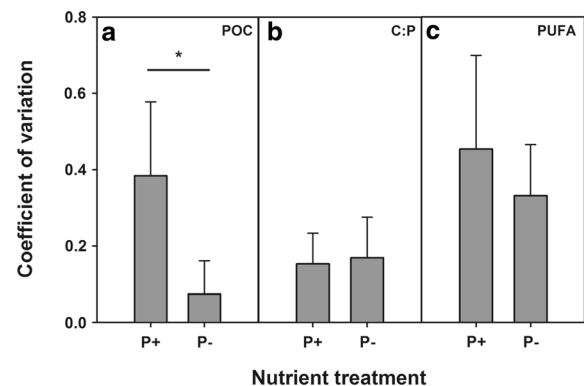 a POC b C:P c PUFA
*
0.8
0.6
0.4
0.2
0.0
Coefficient of variation
P+ P- P+ P- P+ P-
Nutrient treatment